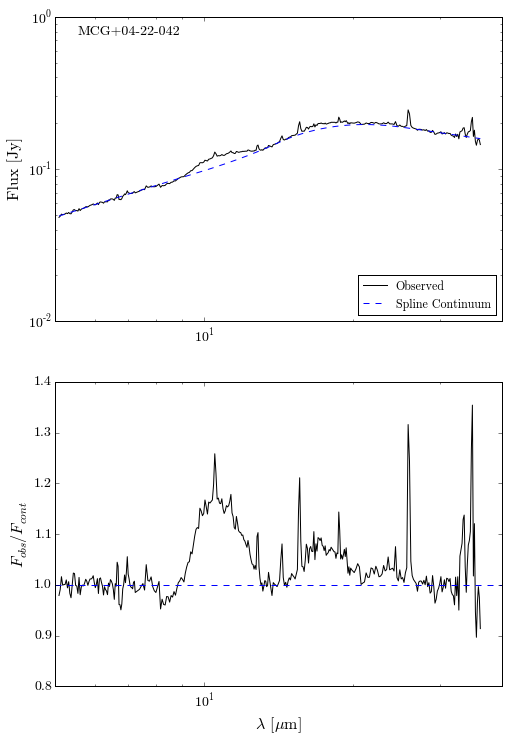 10^0
MCG+04-22-042
Flux [Jy]
10^-1
Observed
Spline Continuum
10^-2
10^1
1.4
1.3
1.2
F_obs/F_cont
1.1
1.0
0.9
0.8
10^1
λ [μm]